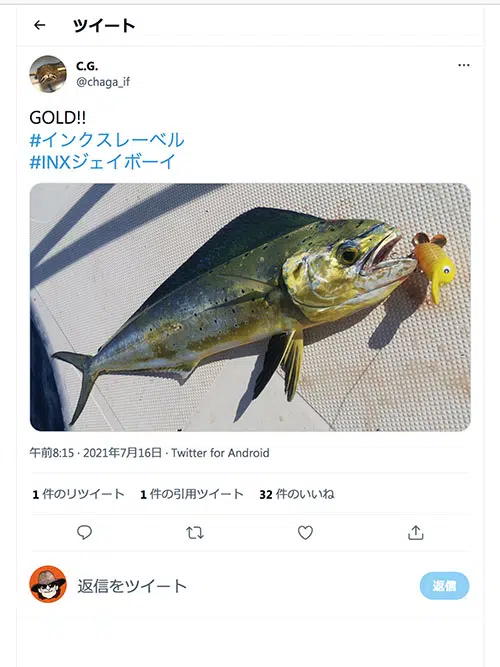 ツイート
C.G.
@chaga_if
GOLD!!
#インクスレーベル
#INXジェイボーイ
午前8:15 · 2021年7月16日 · Twitter for Android
1 件のリツイート 1 件の引用ツイート 32 件のいいね
返信をツイート
返信